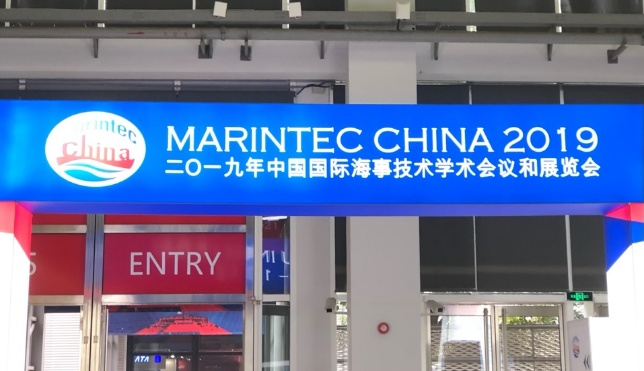 marintec
china
MARINTEC CHINA 2019
二〇一九年中国国际海事技术学术会议和展览会
ENTRY